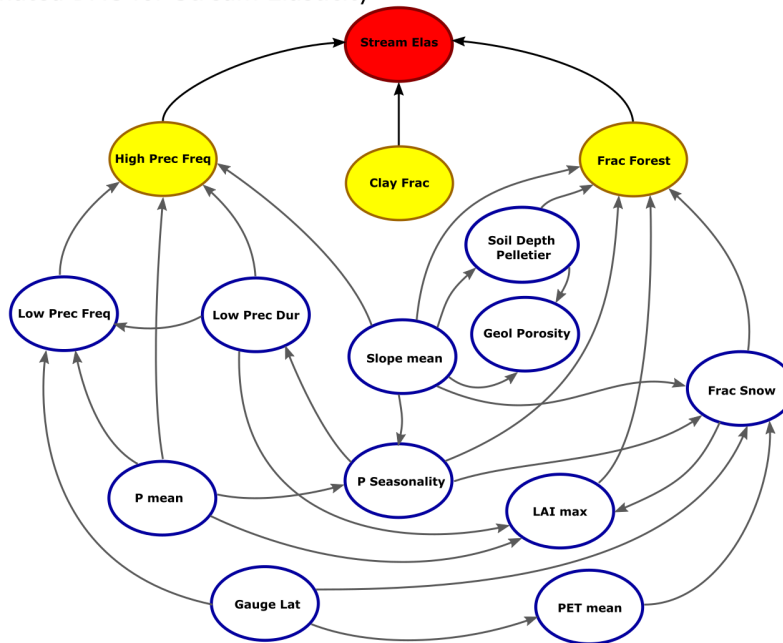 Stream Elas
High Prec Freq
Clay Frac
Frac Forest
Soil Depth
Pelletier
Low Prec Freq
Low Prec Dur
Geol Porosity
Slope mean
Frac Snow
P Seasonality
P mean
LAI max
Gauge Lat
PET mean